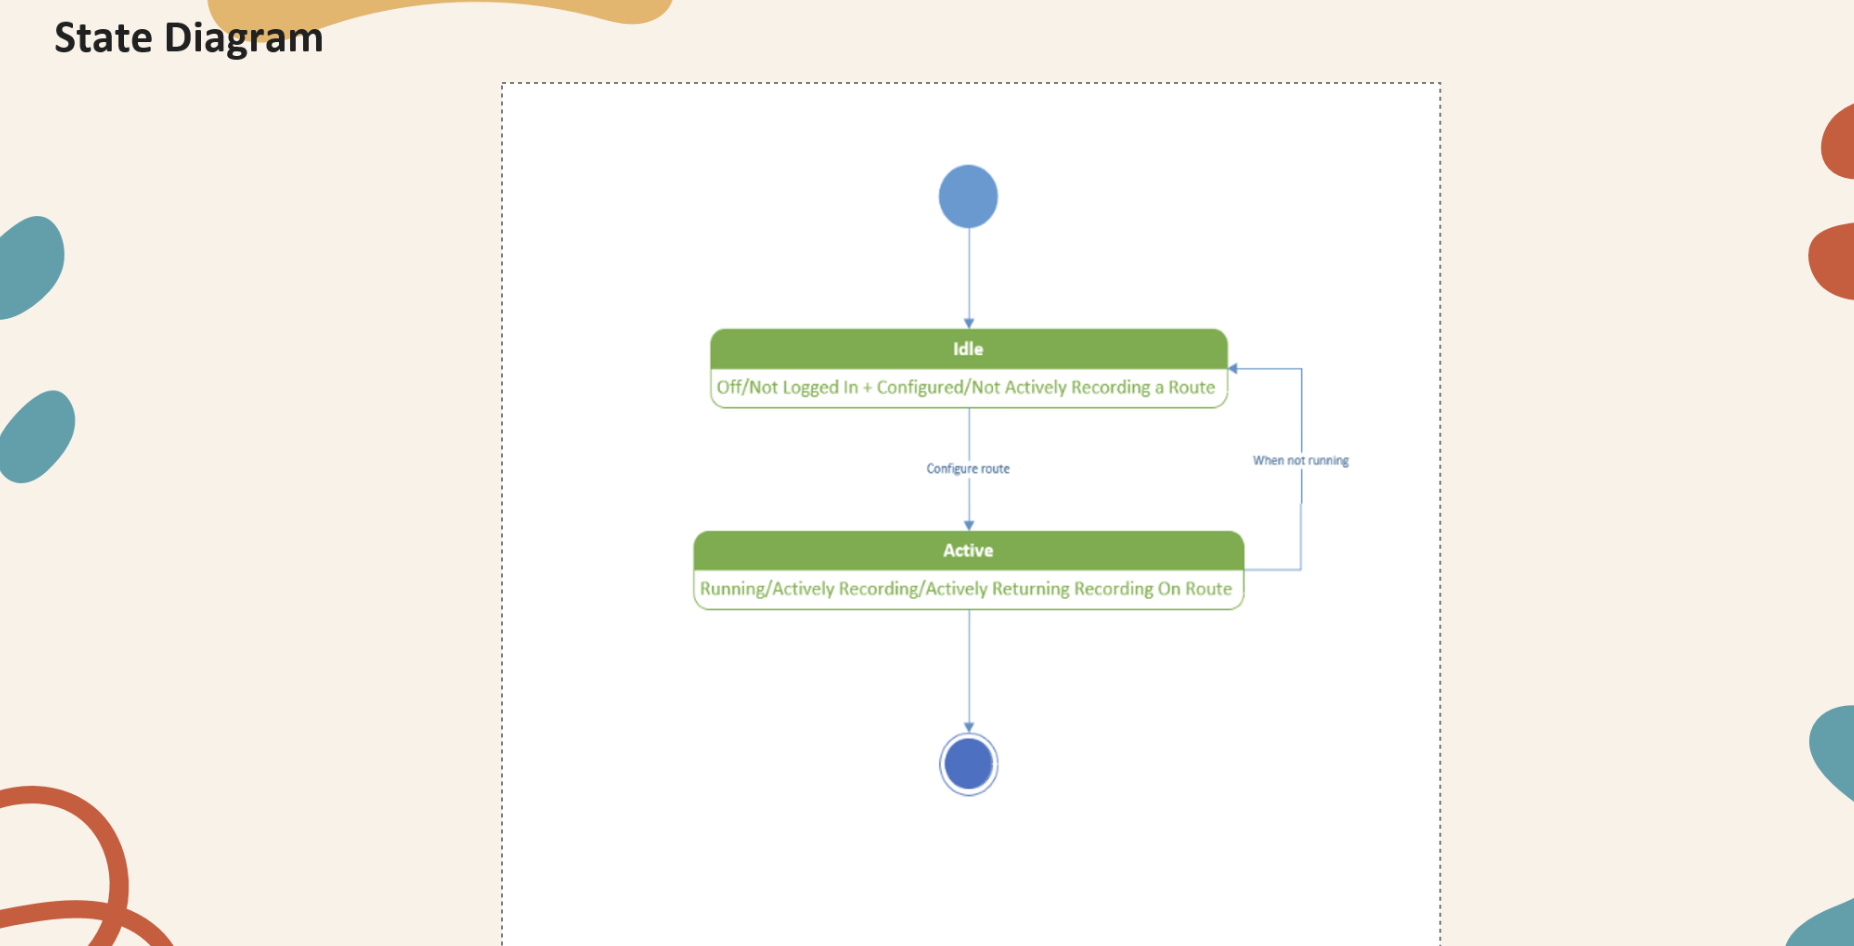 State Diagram
Idle
Off/Not Logged In + Configured/Not Actively Recording a Route
Configure route
When not running
Active
Running/Actively Recording/Actively Returning Recording On Route